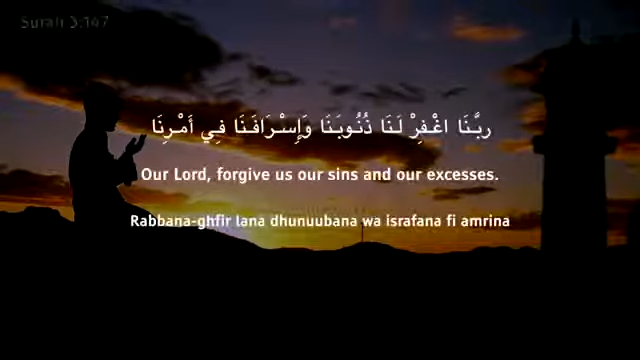 Surah 3:147
ربَّنَا اغْفِرْ لَنَا ذُنُوبَنَا وَإِسْرَافَنَا فِي أَمْرِنَا
Our Lord, forgive us our sins and our excesses.
Rabbana-ghfir lana dhunuubana wa israfana fi amrina